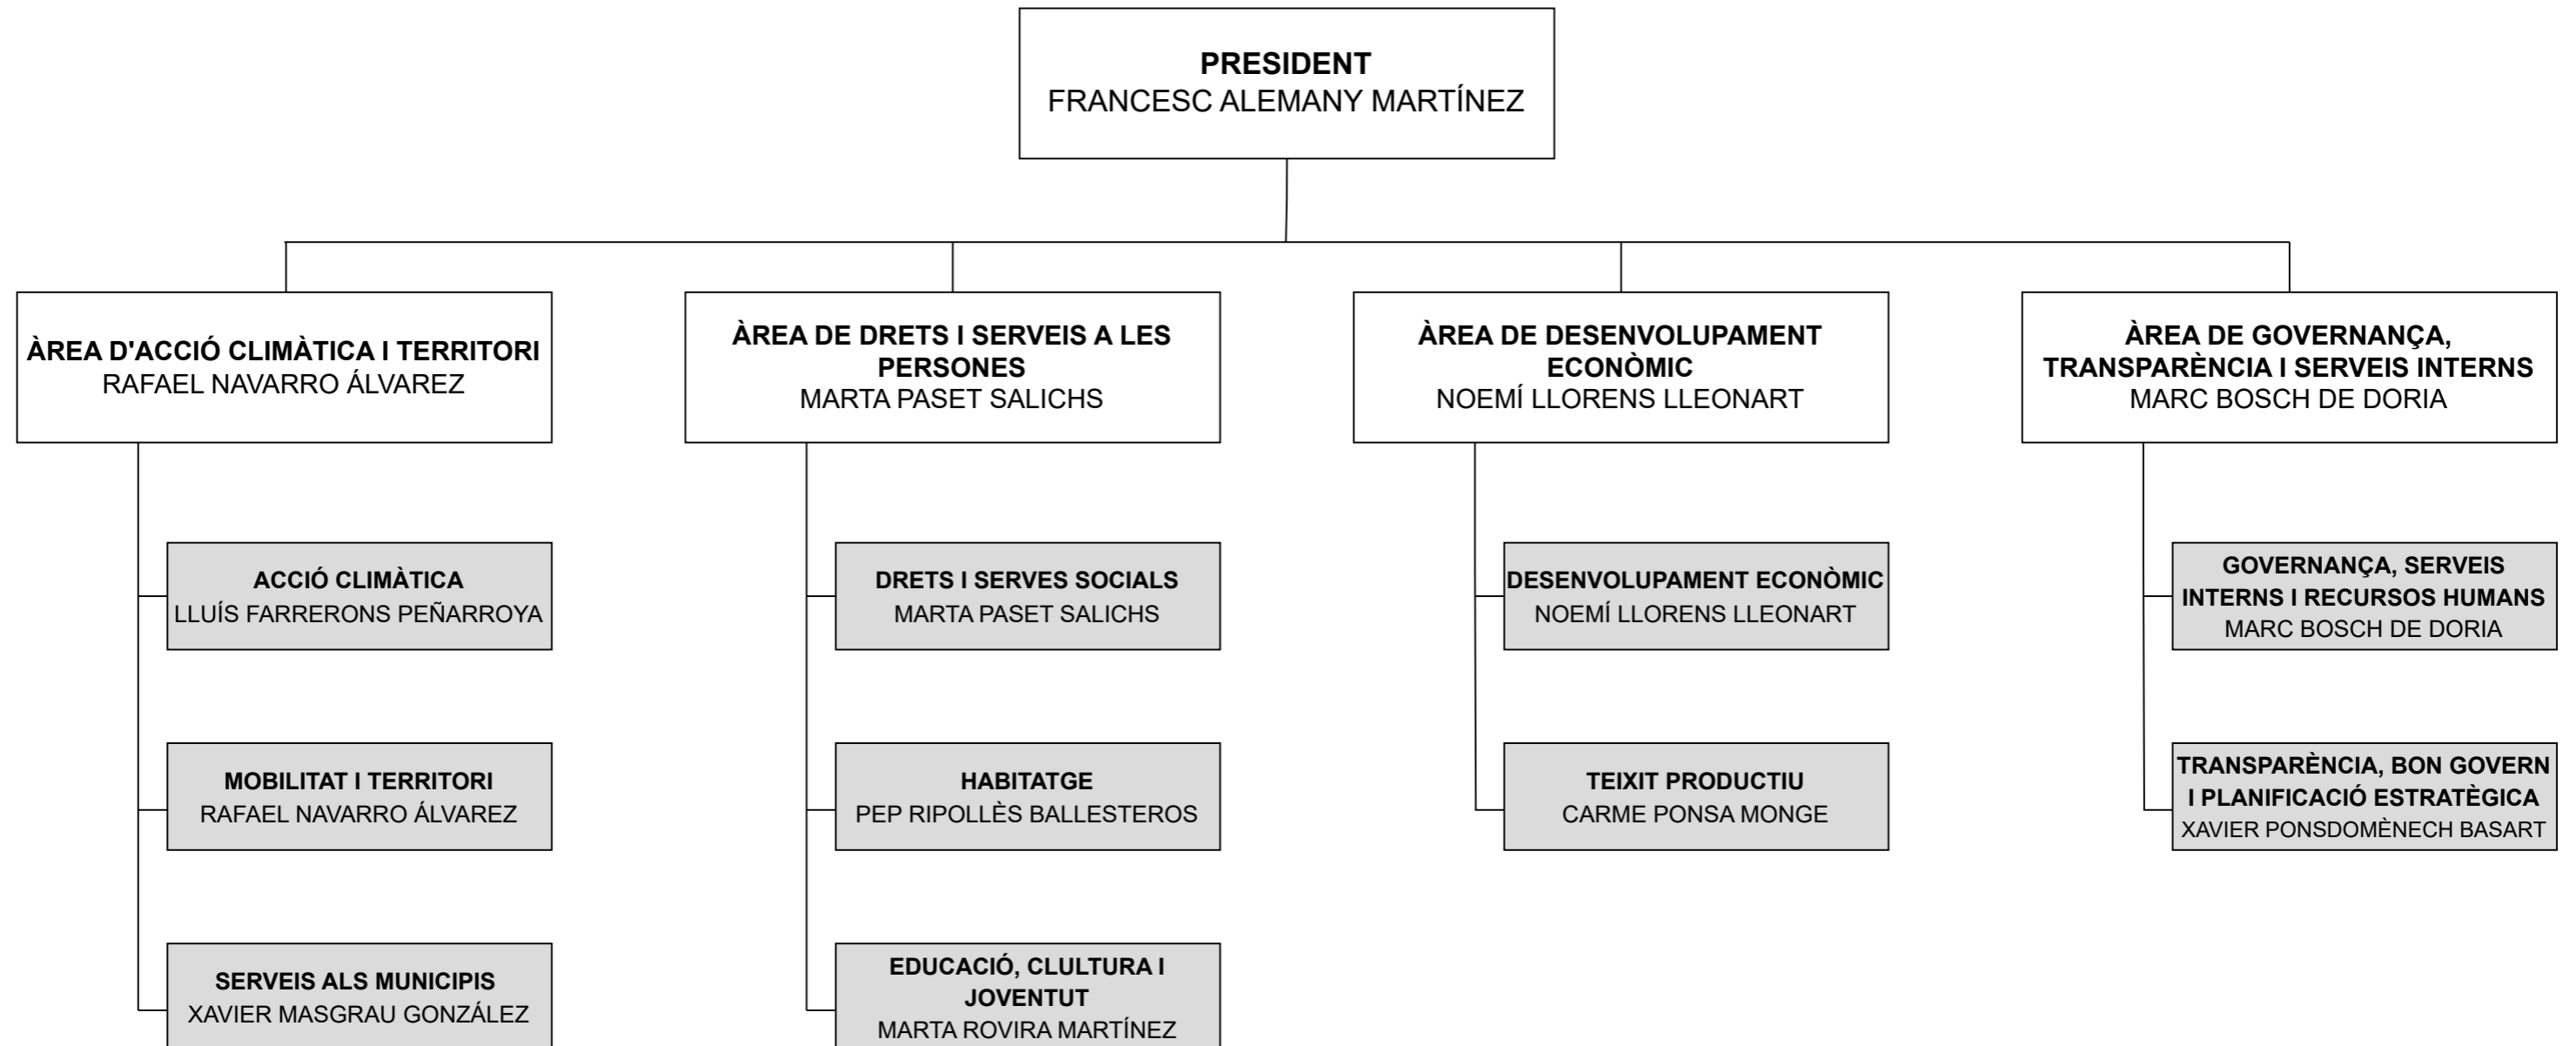 PRESIDENT
FRANCESC ALEMANY MARTÍNEZ
ÀREA D'ACCIÓ CLIMÀTICA I TERRITORI
RAFAEL NAVARRO ÁLVAREZ
ÀREA DE DRETS I SERVEIS A LES
PERSONES
MARTA PASET SALICHS
ÀREA DE DESENVOLUPAMENT
ECONÒMIC
NOEMÍ LLORENS LLEONART
ÀREA DE GOVERNANÇA,
TRANSPARÈNCIA I SERVEIS INTERNS
MARC BOSCH DE DORIA
ACCIÓ CLIMÀTICA
LLUÍS FARRERONS PEÑARROYA
DRETS I SERVES SOCIALS
MARTA PASET SALICHS
DESENVOLUPAMENT ECONÒMIC
NOEMÍ LLORENS LLEONART
GOVERNANÇA, SERVEIS
INTERNS I RECURSOS HUMANS
MARC BOSCH DE DORIA
MOBILITAT I TERRITORI
RAFAEL NAVARRO ÁLVAREZ
HABITATGE
PEP RIPOLLÈS BALLESTEROS
TEIXIT PRODUCTIU
CARME PONSA MONGE
TRANSPARÈNCIA, BON GOVERN
I PLANIFICACIÓ ESTRATÈGICA
XAVIER PONSDOMÈNECH BASART
SERVEIS ALS MUNICIPIS
XAVIER MASGRAU GONZÁLEZ
EDUCACIÓ, CLULTURA I
JOVENTUT
MARTA ROVIRA MARTÍNEZ